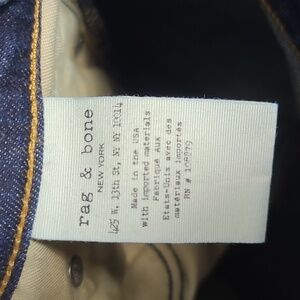 rag & bone
NEW YORK
425 W. 13th St, NY NY 10014
Made in the USA
with imported materials
Fabriqué aux
Etats-Unis avec des
matériaux importés
RN #